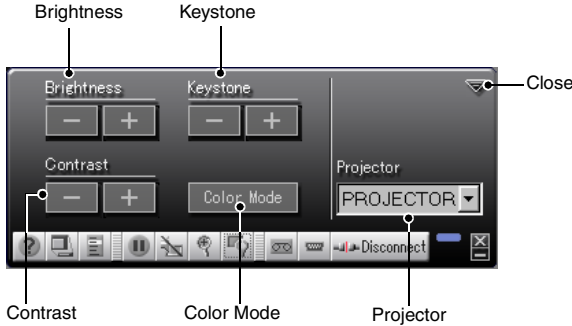 Brightness Keystone
Brightness Keystone
Close
Contrast Projector
Color Mode PROJECTOR
Disconnect
Contrast Color Mode Projector